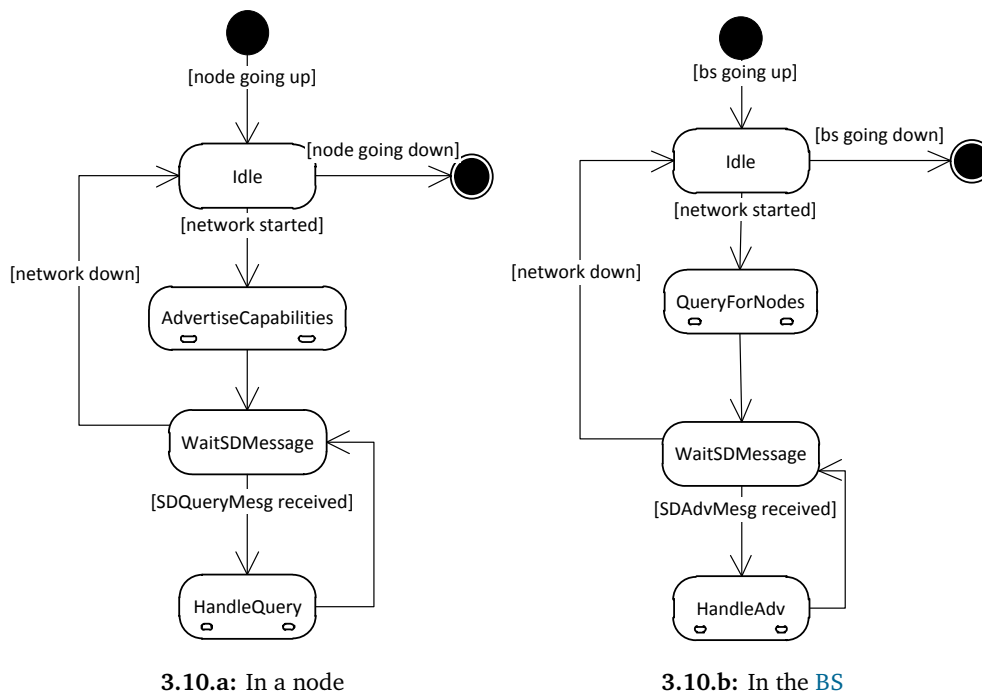 [node going up]
[node going down]
Idle
[network started]
[network down]
AdvertiseCapabilities
WaitSDMessage
[SDQueryMesg received]
HandleQuery
3.10.a: In a node
[bs going up]
[bs going down]
Idle
[network started]
[network down]
QueryForNodes
WaitSDMessage
[SDAdvMesg received]
HandleAdv
3.10.b: In the BS